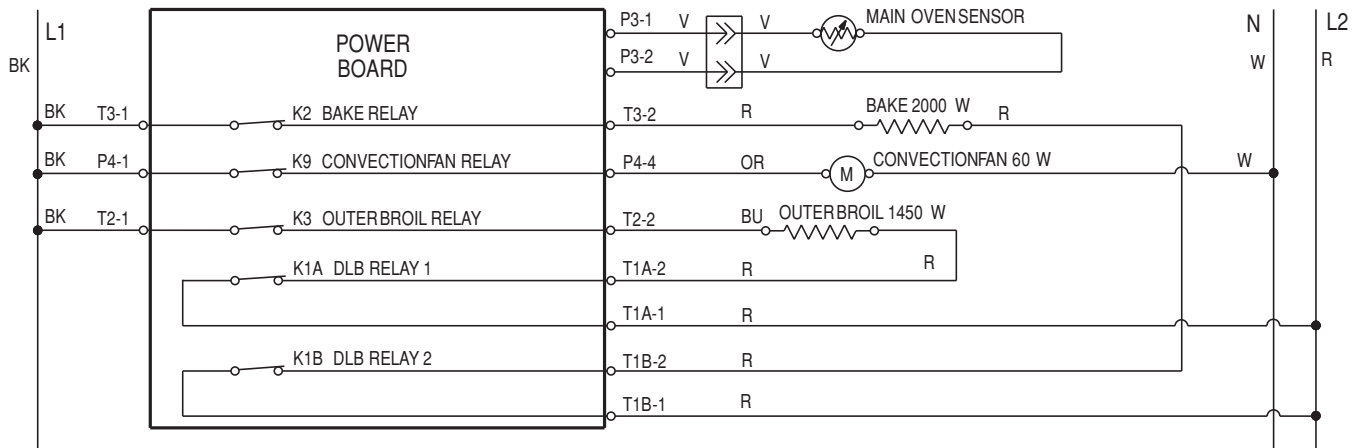 L1
POWER
BOARD
P3-1 V V MAIN OVEN SENSOR
N L2
BK
P3-2 V V
W R
BK T3-1 K2 BAKE RELAY T3-2 R BAKE 2000 W R
BK P4-1 K9 CONVECTIONFAN RELAY P4-4 OR M CONVECTIONFAN 60 W W
BK T2-1 K3 OUTER BROIL RELAY T2-2 BU OUTER BROIL 1450 W
K1A DLB RELAY 1 T1A-2 R R
T1A-1 R
K1B DLB RELAY 2 T1B-2 R
T1B-1 R